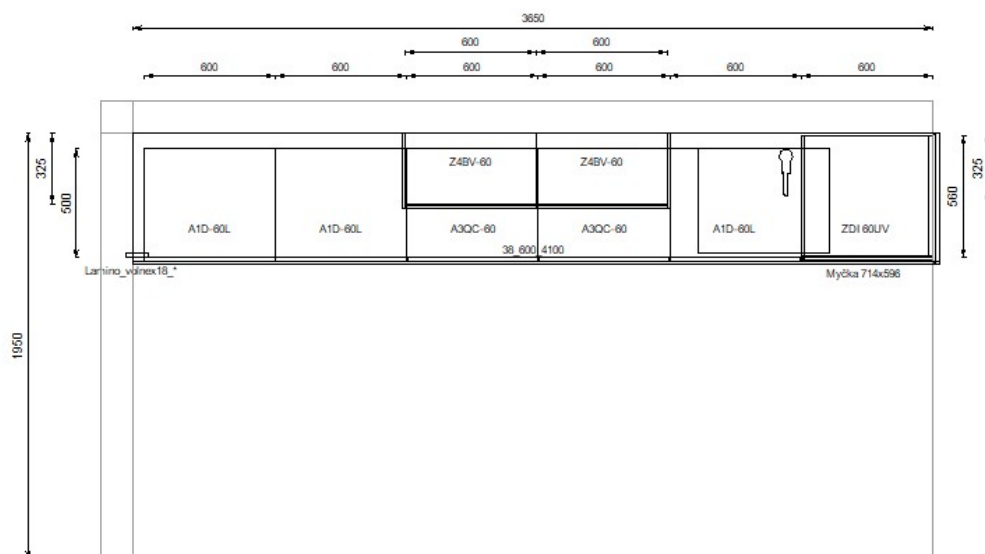 3650
600 600
600 600 600 600 600 600
325
500
Z4BV-60 Z4BV-60
560
325
A1D-60L A1D-60L A3QC-60 A3QC-60 A1D-60L ZDI 60UV
38_600_4100
Lamino_volnex18_*
Myčka 714x596
1950